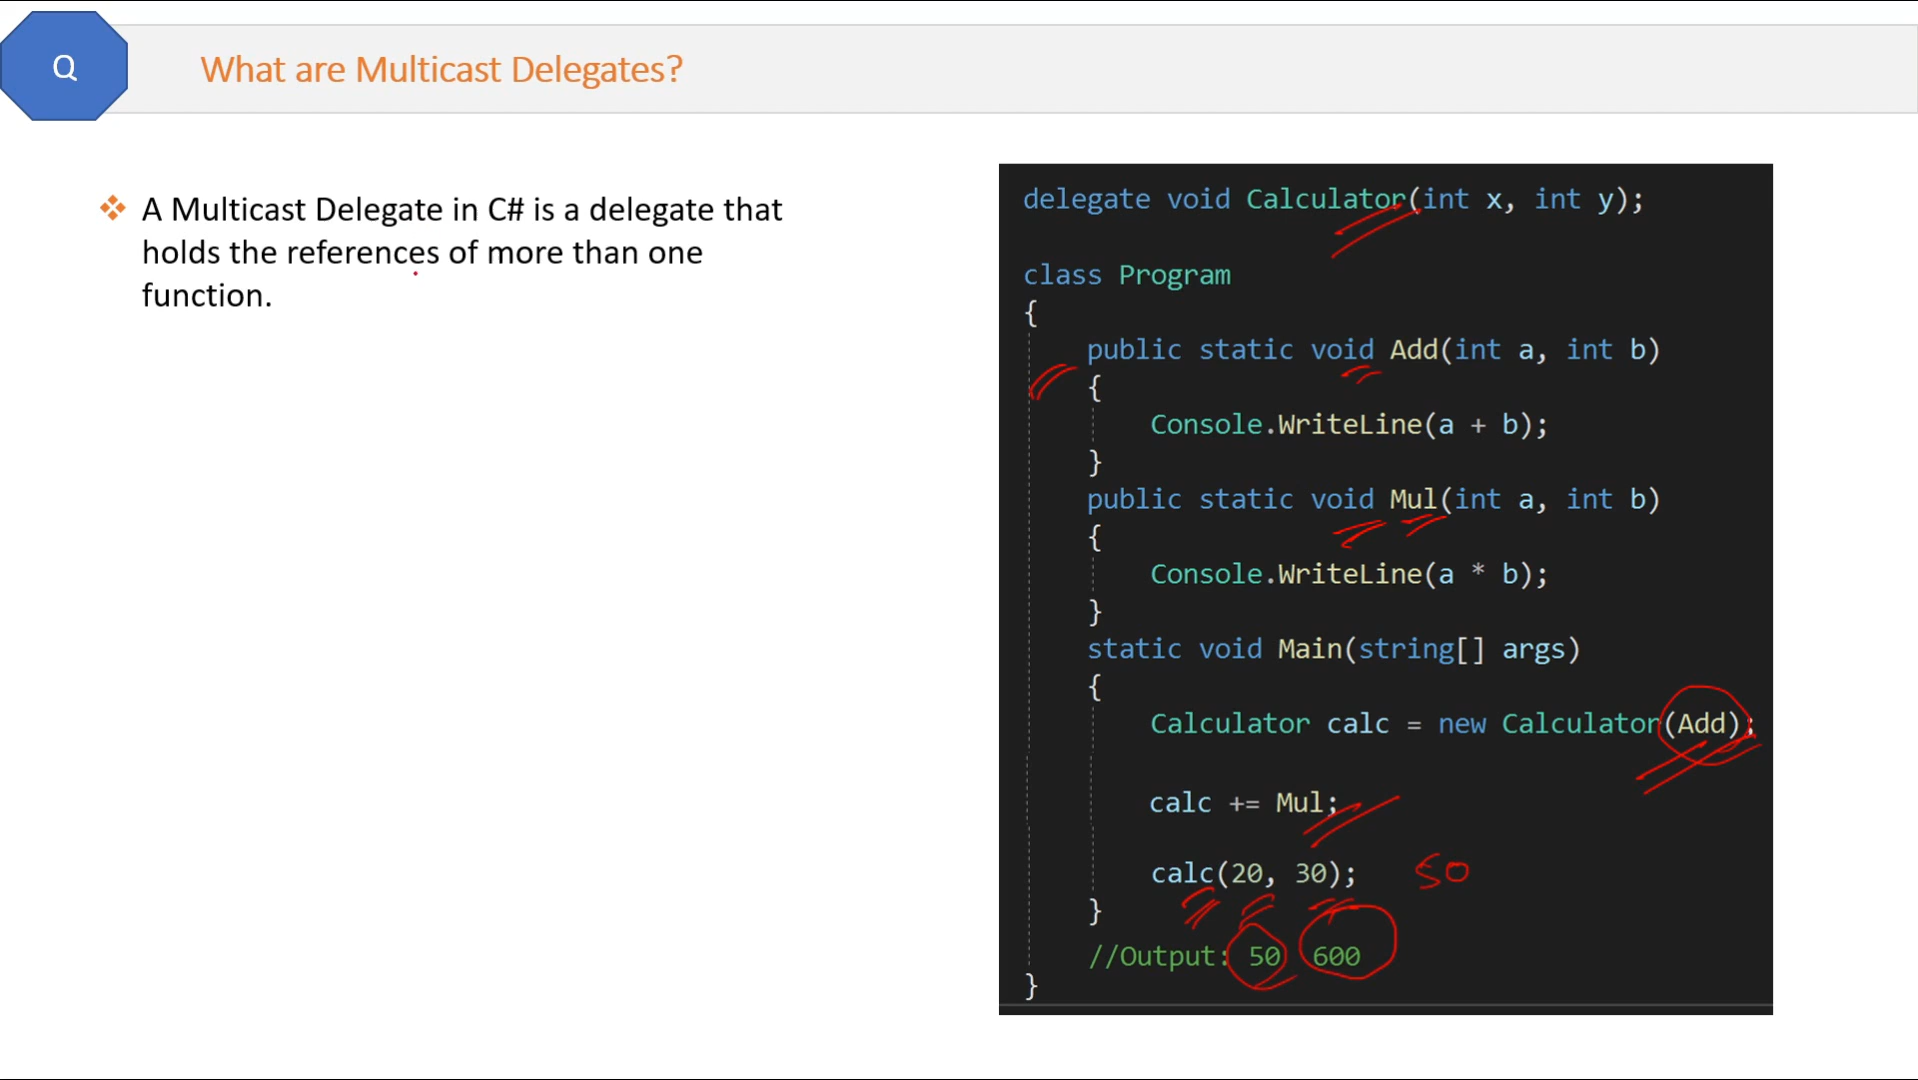 Q
What are Multicast Delegates?
❖ A Multicast Delegate in C# is a delegate that
holds the references of more than one
function.
delegate void Calculator(int x, int y);
class Program
{
public static void Add(int a, int b)
{
Console.WriteLine(a + b);
}
public static void Mul(int a, int b)
{
Console.WriteLine(a * b);
}
static void Main(string[] args)
{
Calculator calc = new Calculator(Add);
calc += Mul;
calc(20, 30); 50
}
//Output: 50 600
}